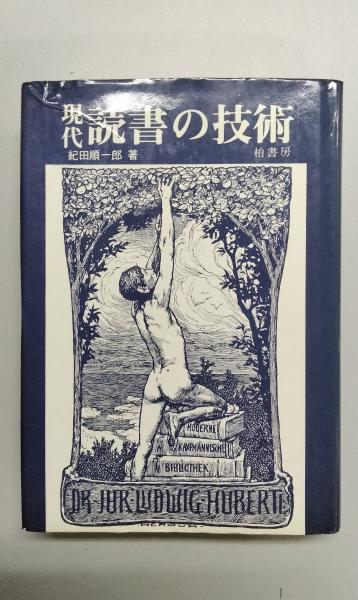 現代 読書の技術
紀田順一郎 著
柏書房
MODERNE
KAUFMÄNNISCHE
BIBLIOTHEK
DR. JUR. LUDWIG HUBERTI